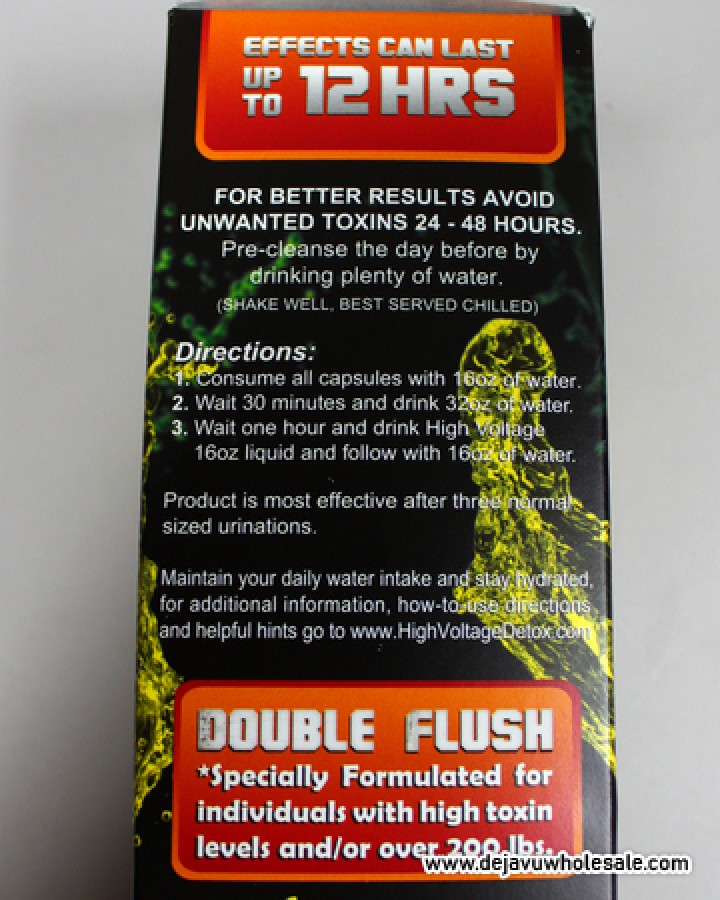 EFFECTS CAN LAST
UP TO 12 HRS
FOR BETTER RESULTS AVOID
UNWANTED TOXINS 24 - 48 HOURS.
Pre-cleanse the day before by
drinking plenty of water.
(SHAKE WELL, BEST SERVED CHILLED)
Directions:
1. Consume all capsules with 16oz of water.
2. Wait 30 minutes and drink 32oz of water.
3. Wait one hour and drink High Voltage
16oz liquid and follow with 16oz of water.
Product is most effective after three normal
sized urinations.
Maintain your daily water intake and stay hydrated,
for additional information, how-to-use directions
and helpful hints go to www.HighVoltageDetox.com
DOUBLE FLUSH
*Specially Formulated for
individuals with high toxin
levels and/or over 200 lbs.
www.dejavuwholesale.com